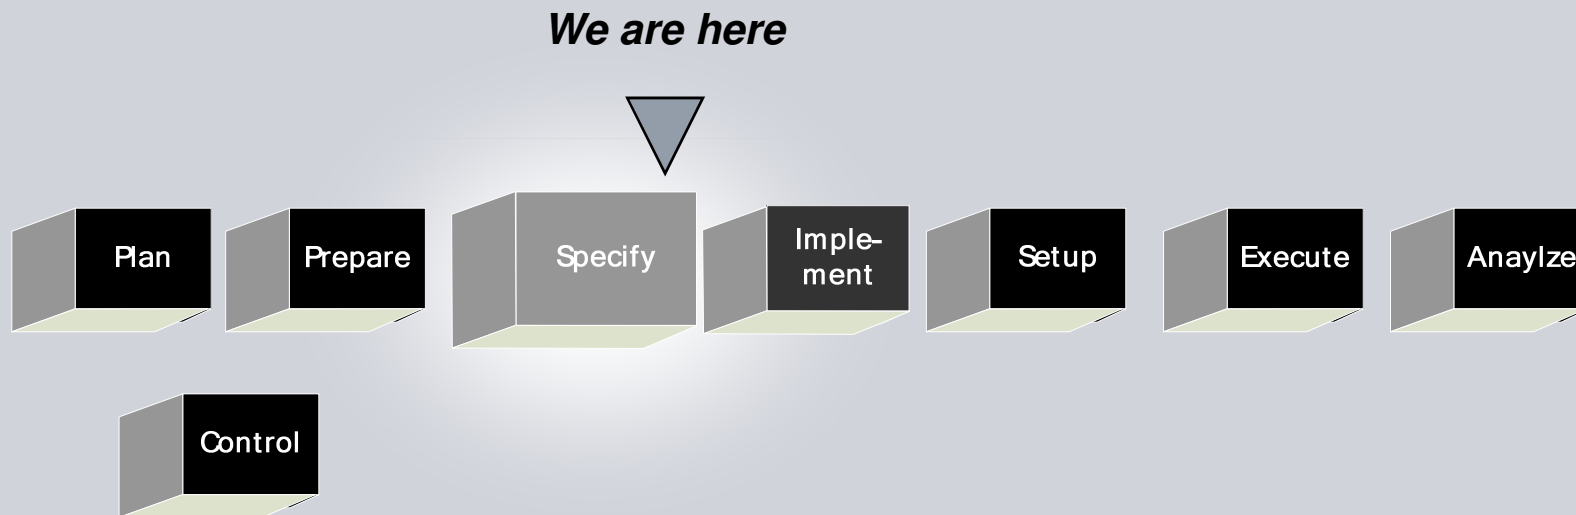 We are here
Plan
Prepare
Specify
Imple-
ment
Setup
Execute
Anaylze
Control